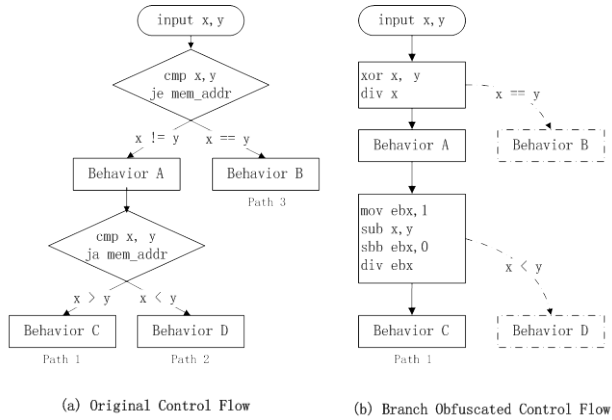 input x,y
cmp x,y
je mem_addr
x != y
x == y
Behavior A
Behavior B
Path 3
cmp x, y
ja mem_addr
x > y
x < y
Behavior C
Behavior D
Path 1
Path 2
(a) Original Control Flow
input x,y
xor x, y
div x
x == y
Behavior A
Behavior B
mov ebx,1
sub x,y
sbb ebx,0
div ebx
x < y
Behavior C
Behavior D
Path 1
(b) Branch Obfuscated Control Flow